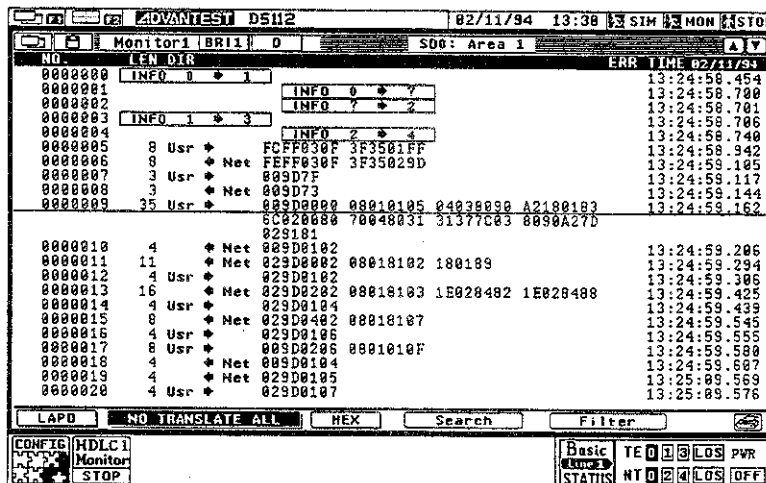 F1 F2 ADVANTEST D5112 02/11/94 13:30 SIM MON STO
Monitor1 BRI1 D SD0: Area 1
NO. LEN DIR ERR TIME 02/11/94
0000000 INFO 0 → 1 13:24:58.454
0000001 INFO 0 → ? 13:24:58.700
0000002 INFO ? → 2 13:24:58.701
0000003 INFO 1 → 3 13:24:58.706
0000004 INFO 2 → 4 13:24:58.740
0000005 8 Usr → FCFF030F 3F3501FF 13:24:58.942
0000006 8 ← Net FEFF030F 3F35029D 13:24:59.105
0000007 3 Usr → 009D7F 13:24:59.117
0000008 3 ← Net 009D73 13:24:59.144
0000009 35 Usr → 009D0000 08010105 04038090 A2180183 13:24:59.162
6C020080 70048031 31377C03 8090A27D
029181
0000010 4 ← Net 009D0102 13:24:59.206
0000011 11 ← Net 029D0002 08018102 180189 13:24:59.294
0000012 4 Usr → 029D0102 13:24:59.306
0000013 16 ← Net 029D0202 08018103 1E028482 1E028488 13:24:59.425
0000014 4 Usr → 029D0104 13:24:59.439
0000015 8 ← Net 029D0402 08018107 13:24:59.545
0000016 4 Usr → 029D0106 13:24:59.555
0000017 8 Usr → 009D0206 0801010F 13:24:59.580
0000018 4 ← Net 009D0104 13:24:59.607
0000019 4 ← Net 029D0105 13:25:09.569
0000020 4 Usr → 029D0107 13:25:09.576
LAPD NO TRANSLATE ALL HEX Search Filter
CONFIG HDLC1 Monitor STOP
Basic Line 1 STATUS
TE 0 1 3 LOS PWR
NT 0 2 4 LOS OFF